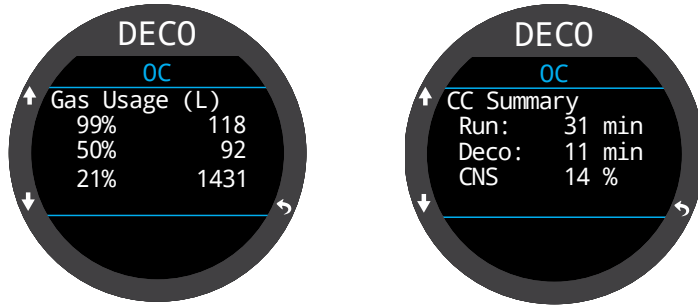 DECO
OC
Gas Usage (L)
99% 118
50% 92
21% 1431
DECO
OC
CC Summary
Run: 31 min
Deco: 11 min
CNS 14 %